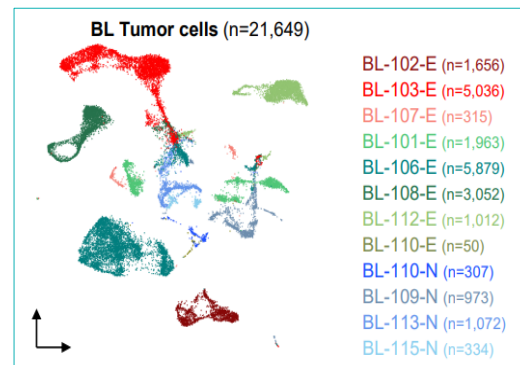 BL Tumor cells (n=21,649)
BL-102-E (n=1,656)
BL-103-E (n=5,036)
BL-107-E (n=315)
BL-101-E (n=1,963)
BL-106-E (n=5,879)
BL-108-E (n=3,052)
BL-112-E (n=1,012)
BL-110-E (n=50)
BL-110-N (n=307)
BL-109-N (n=973)
BL-113-N (n=1,072)
BL-115-N (n=334)